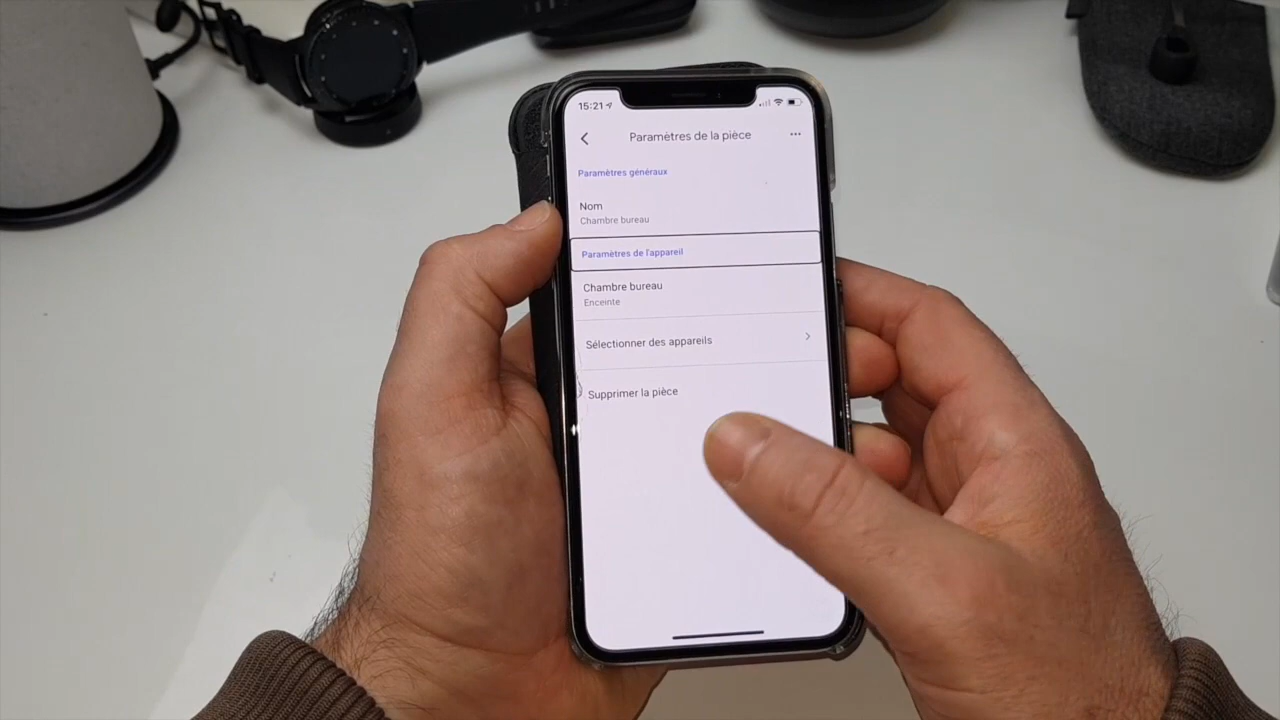 15:21
Paramètres de la pièce
Paramètres généraux
Nom
Chambre bureau
Paramètres de l'appareil
Chambre bureau
Enceinte
Sélectionner des appareils
Supprimer la pièce